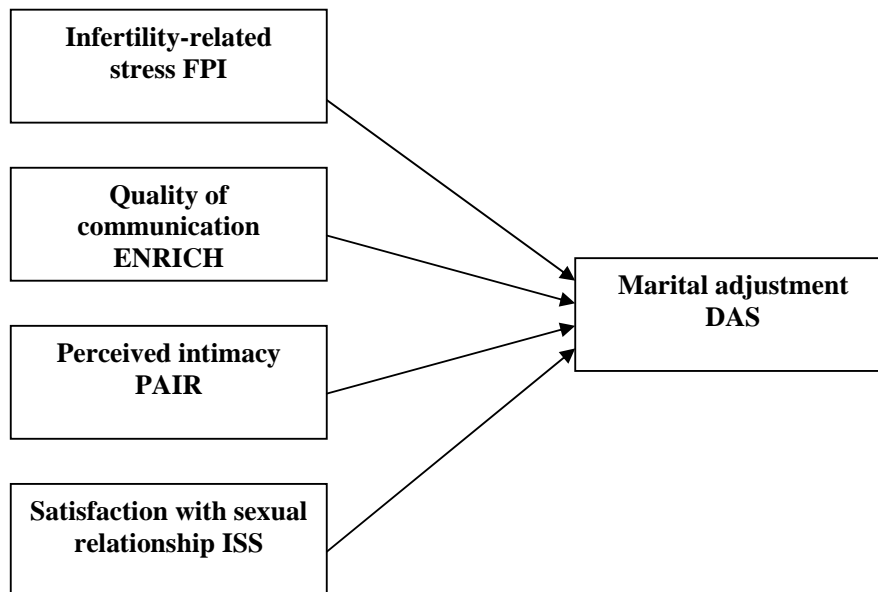 Infertility-related
stress FPI
Quality of
communication
ENRICH
Perceived intimacy
PAIR
Satisfaction with sexual
relationship ISS
Marital adjustment
DAS